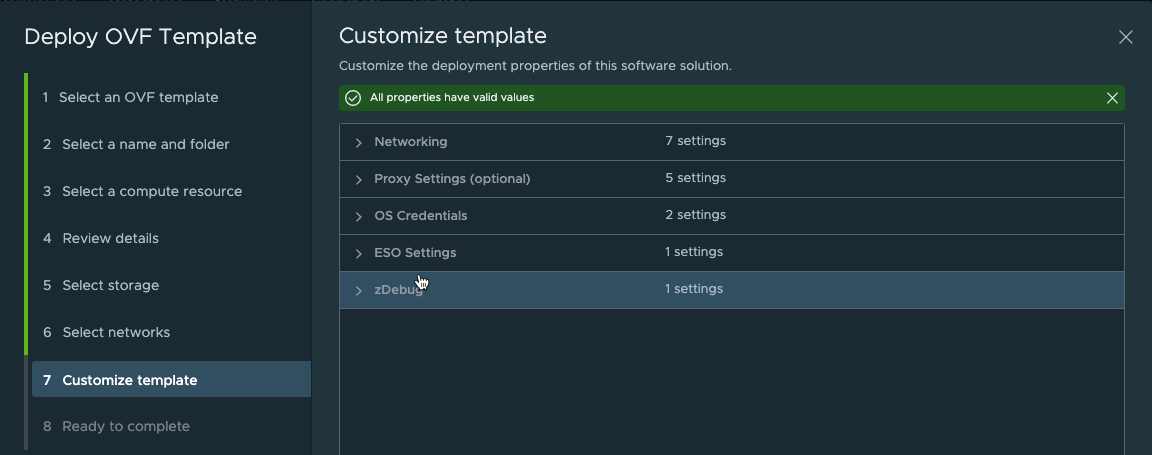 Deploy OVF Template
1 Select an OVF template
2 Select a name and folder
3 Select a compute resource
4 Review details
5 Select storage
6 Select networks
7 Customize template
8 Ready to complete
Customize template
Customize the deployment properties of this software solution.
All properties have valid values
Networking 7 settings
Proxy Settings (optional) 5 settings
OS Credentials 2 settings
ESO Settings 1 settings
zDebug 1 settings